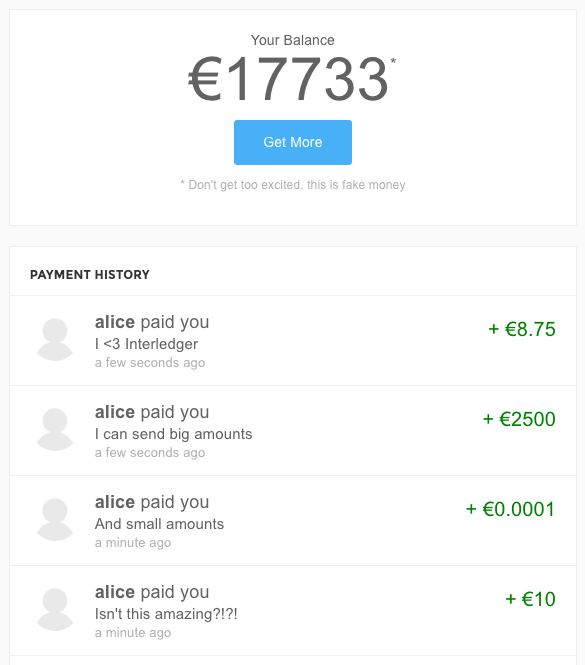 Your Balance
€17733*
Get More
* Don't get too excited, this is fake money
PAYMENT HISTORY
alice paid you
+ €8.75
I <3 Interledger
a few seconds ago
alice paid you
+ €2500
I can send big amounts
a few seconds ago
alice paid you
+ €0.0001
And small amounts
a minute ago
alice paid you
+ €10
Isn't this amazing?!?!
a minute ago